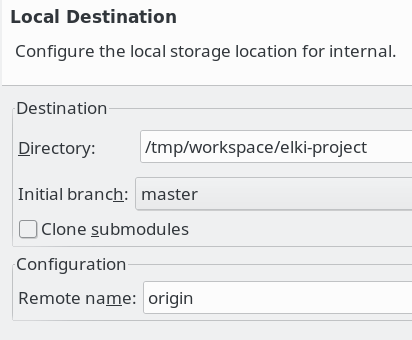 Local Destination
Configure the local storage location for internal.
Destination
Directory: /tmp/workspace/elki-project
Initial branch: master
Clone submodules
Configuration
Remote name: origin